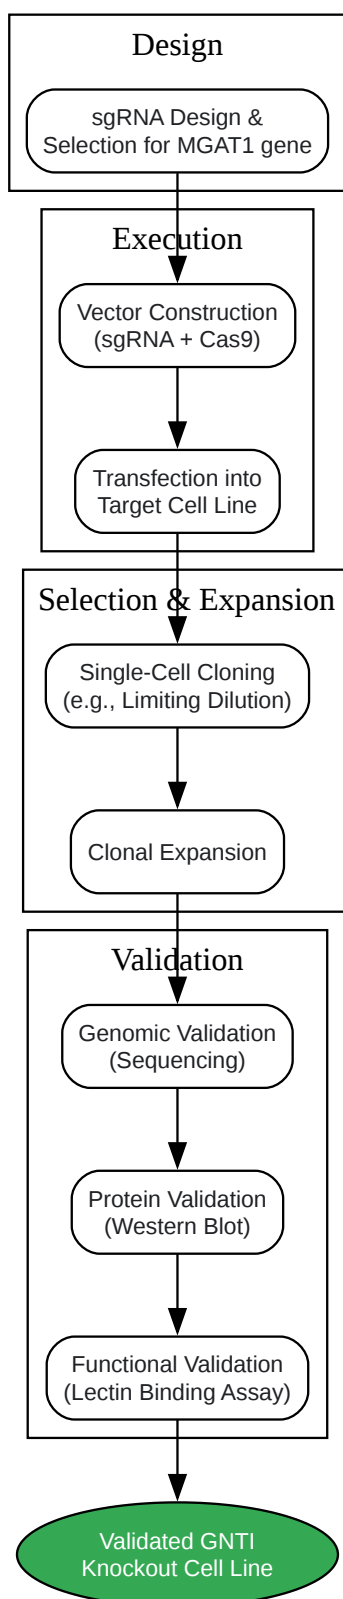 Design
sgRNA Design &
Selection for MGAT1 gene
Execution
Vector Construction
(sgRNA + Cas9)
Transfection into
Target Cell Line
Selection & Expansion
Single-Cell Cloning
(e.g., Limiting Dilution)
Clonal Expansion
Validation
Genomic Validation
(Sequencing)
Protein Validation
(Western Blot)
Functional Validation
(Lectin Binding Assay)
Validated GNTI
Knockout Cell Line